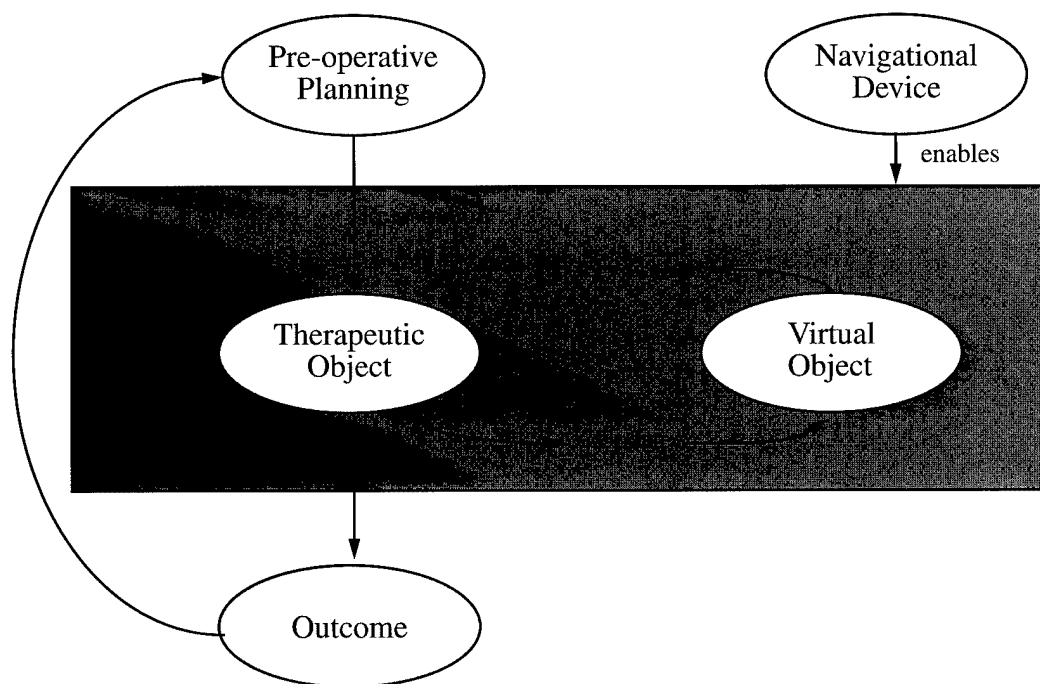 Pre-operative
Planning
Navigational
Device
enables
Therapeutic
Object
Virtual
Object
Outcome